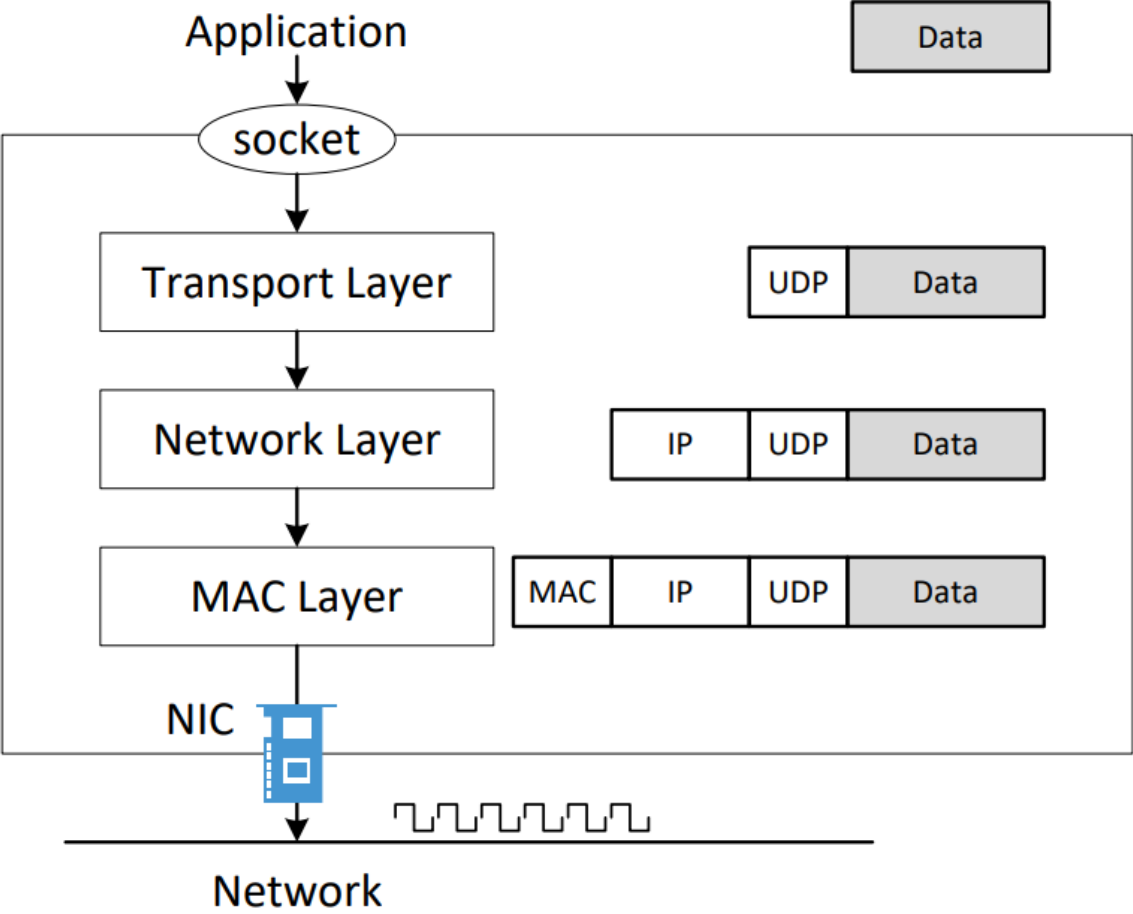 Application
Data
socket
Transport Layer
UDP Data
Network Layer
IP UDP Data
MAC Layer
MAC IP UDP Data
NIC
Network